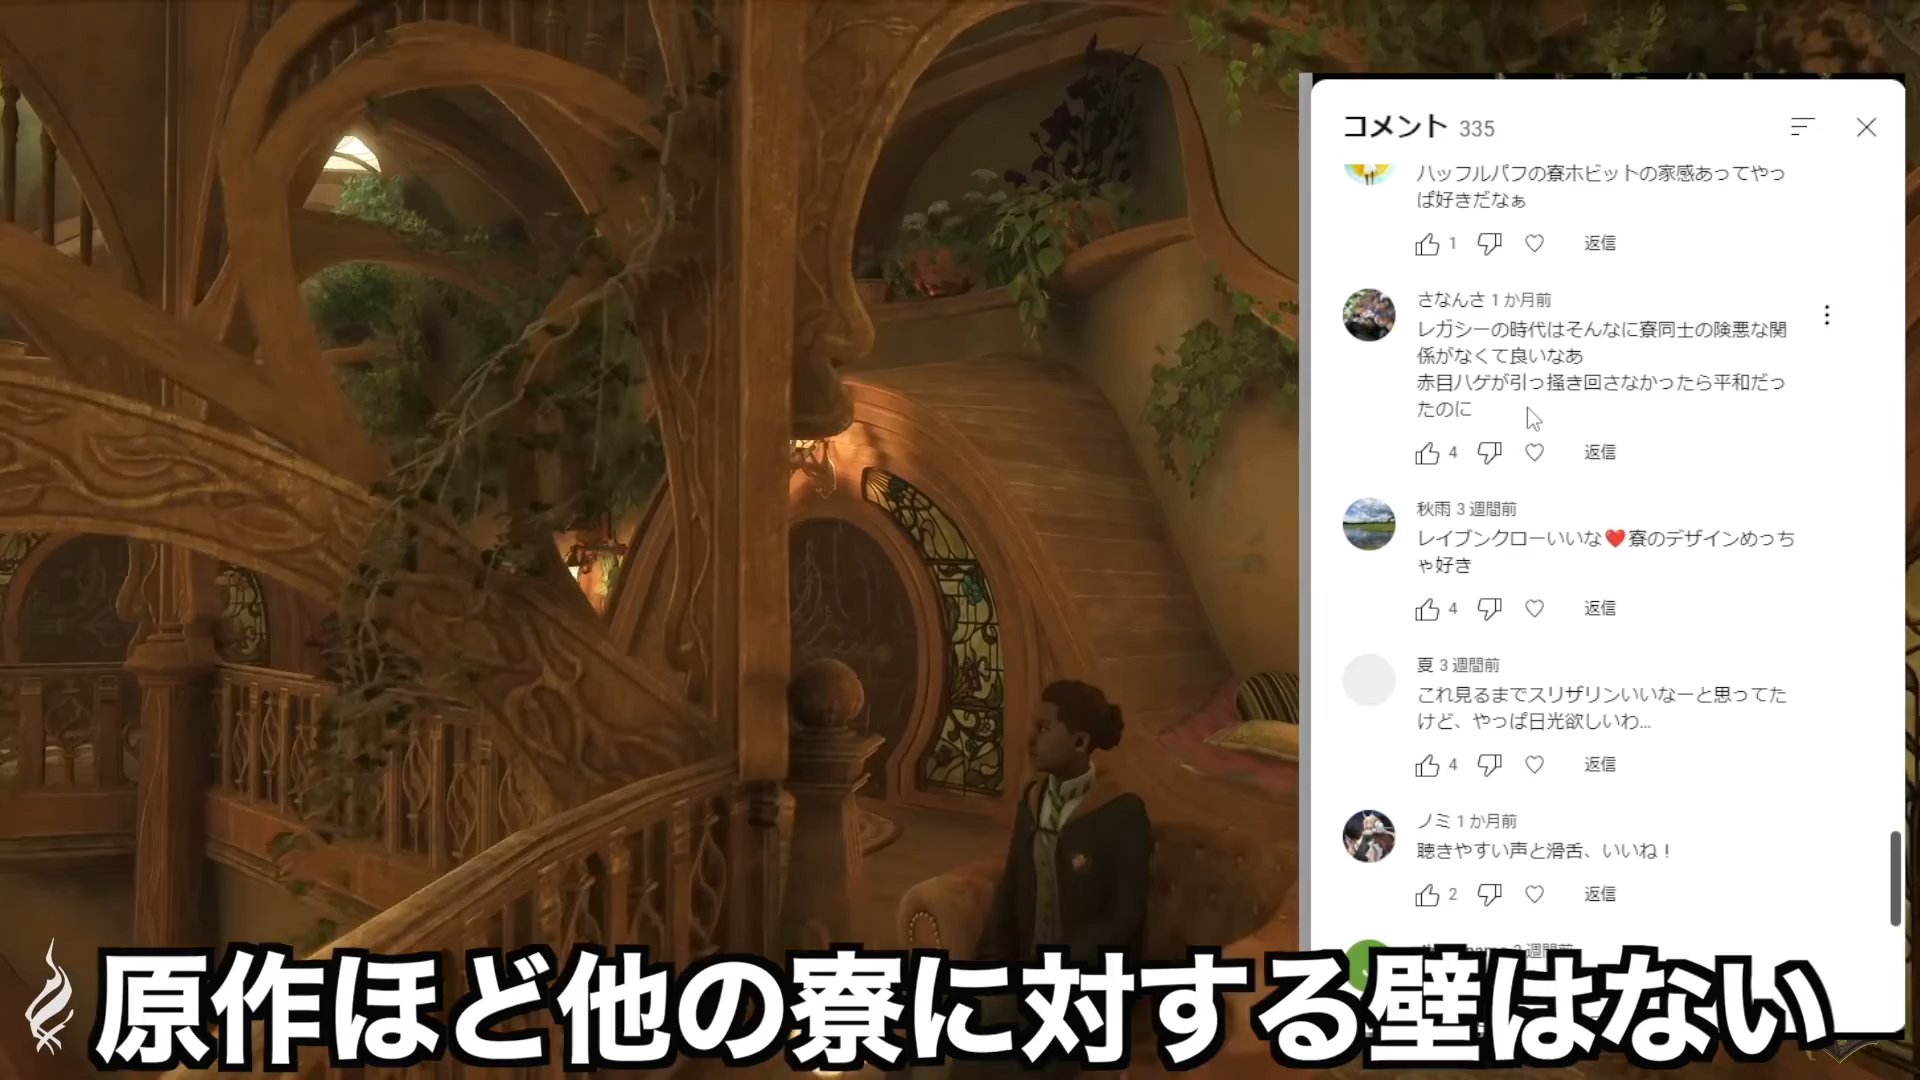 コメント 335
ハッフルパフの寮ホビットの家感あってやっ
ぱ好きだなぁ
1 返信
さなんさ 1 か月前
レガシーの時代はそんなに寮同士の険悪な関
係がなくて良いなあ
赤目ハゲが引っ掻き回さなかったら平和だっ
たのに
4 返信
秋雨 3 週間前
レイブンクローいいな❤️寮のデザインめっち
ゃ好き
4 返信
夏 3 週間前
これ見るまでスリザリンいいなーと思ってた
けど、やっぱ日光欲しいわ...
4 返信
ノミ 1 か月前
聴きやすい声と滑舌、いいね！
2 返信
原作ほど他の寮に対する壁はない